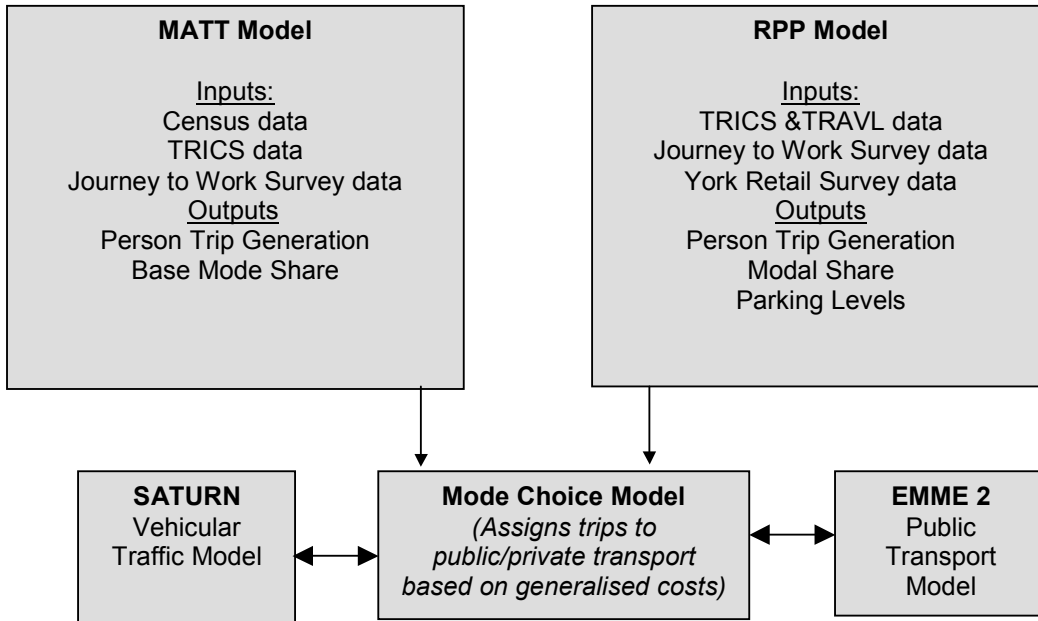 MATT Model
Inputs:
Census data
TRICS data
Journey to Work Survey data
Outputs
Person Trip Generation
Base Mode Share
RPP Model
Inputs:
TRICS &TRAVL data
Journey to Work Survey data
York Retail Survey data
Outputs
Person Trip Generation
Modal Share
Parking Levels
SATURN
Vehicular
Traffic Model
Mode Choice Model
(Assigns trips to
public/private transport
based on generalised costs)
EMME 2
Public
Transport
Model